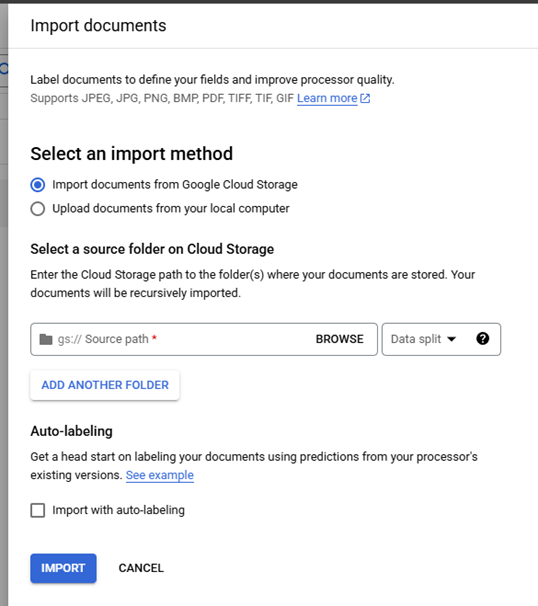 Import documents
Label documents to define your fields and improve processor quality.
Supports JPEG, JPG, PNG, BMP, PDF, TIFF, TIF, GIF Learn more
Select an import method
Import documents from Google Cloud Storage
Upload documents from your local computer
Select a source folder on Cloud Storage
Enter the Cloud Storage path to the folder(s) where your documents are stored. Your
documents will be recursively imported.
gs:// Source path * BROWSE Data split ?
ADD ANOTHER FOLDER
Auto-labeling
Get a head start on labeling your documents using predictions from your processor's
existing versions. See example
Import with auto-labeling
IMPORT CANCEL